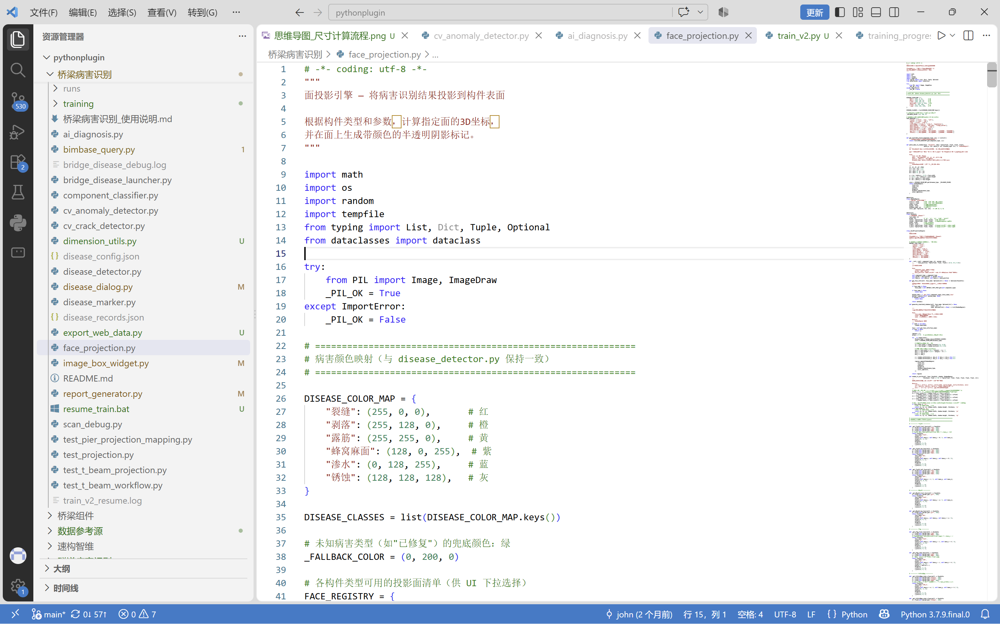 文件(F) 编辑(E) 选择(S) 查看(V) 转到(G) ··· pythonplugin 更新
资源管理器
pythonplugin
桥梁病害识别
runs
training
桥梁病害识别_使用说明.md
ai_diagnosis.py
bimbase_query.py 1
bridge_disease_debug.log
bridge_disease_launcher.py
component_classifier.py
cv_anomaly_detector.py
cv_crack_detector.py
dimension_utils.py U
disease_config.json
disease_detector.py
disease_dialog.py M
disease_marker.py
disease_records.json
export_web_data.py U
face_projection.py
image_box_widget.py M
README.md
report_generator.py M
resume_train.bat U
scan_debug.py
test_pier_projection_mapping.py
test_projection.py
test_t_beam_projection.py
test_t_beam_workflow.py
train_v2_resume.log
桥梁组件
数据参考源
速构智维
大纲
时间线
530
2
1
思维导图_尺寸计算流程.png U cv_anomaly_detector.py ai_diagnosis.py face_projection.py train_v2.py U training_progre
桥梁病害识别 > face_projection.py > ...
1 # -*- coding: utf-8 -*-
2 """
3 面投影引擎 — 将病害识别结果投影到构件表面
4
5 根据构件类型和参数，计算指定面的3D坐标，
6 并在面上生成带颜色的半透明阴影标记。
7 """
8
9 import math
10 import os
11 import random
12 import tempfile
13 from typing import List, Dict, Tuple, Optional
14 from dataclasses import dataclass
15
16 try:
17     from PIL import Image, ImageDraw
18     _PIL_OK = True
19 except ImportError:
20     _PIL_OK = False
21
22 # ============================================================
23 # 病害颜色映射（与 disease_detector.py 保持一致）
24 # ============================================================
25
26 DISEASE_COLOR_MAP = {
27     "裂缝": (255, 0, 0),       # 红
28     "剥落": (255, 128, 0),     # 橙
29     "露筋": (255, 255, 0),     # 黄
30     "蜂窝麻面": (128, 0, 255),  # 紫
31     "渗水": (0, 128, 255),     # 蓝
32     "锈蚀": (128, 128, 128),   # 灰
33 }
34
35 DISEASE_CLASSES = list(DISEASE_COLOR_MAP.keys())
36
37 # 未知病害类型（如"已修复"）的兜底颜色：绿
38 _FALLBACK_COLOR = (0, 200, 0)
39
40 # 各构件类型可用的投影面清单（供 UI 下拉选择）
41 FACE_REGISTRY = {
main* 0↓ 57↑ 0 7 john (2 个月前) 行 15，列 1 空格: 4 UTF-8 LF { } Python Python 3.7.9.final.0